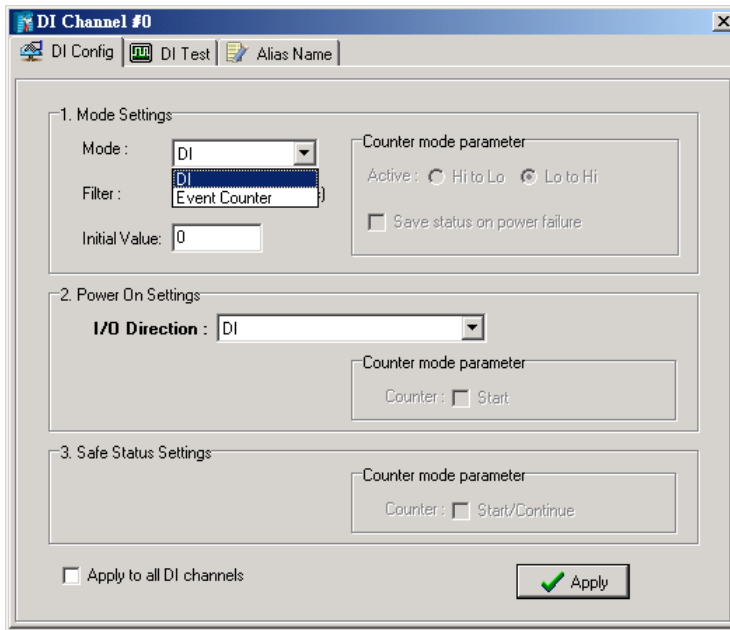 DI Channel #0
DI Config DI Test Alias Name
1. Mode Settings
Mode : DI
DI
Event Counter
Filter :
Initial Value: 0
Counter mode parameter
Active : Hi to Lo Lo to Hi
Save status on power failure
2. Power On Settings
I/O Direction : DI
Counter mode parameter
Counter : Start
3. Safe Status Settings
Counter mode parameter
Counter : Start/Continue
Apply to all DI channels
Apply